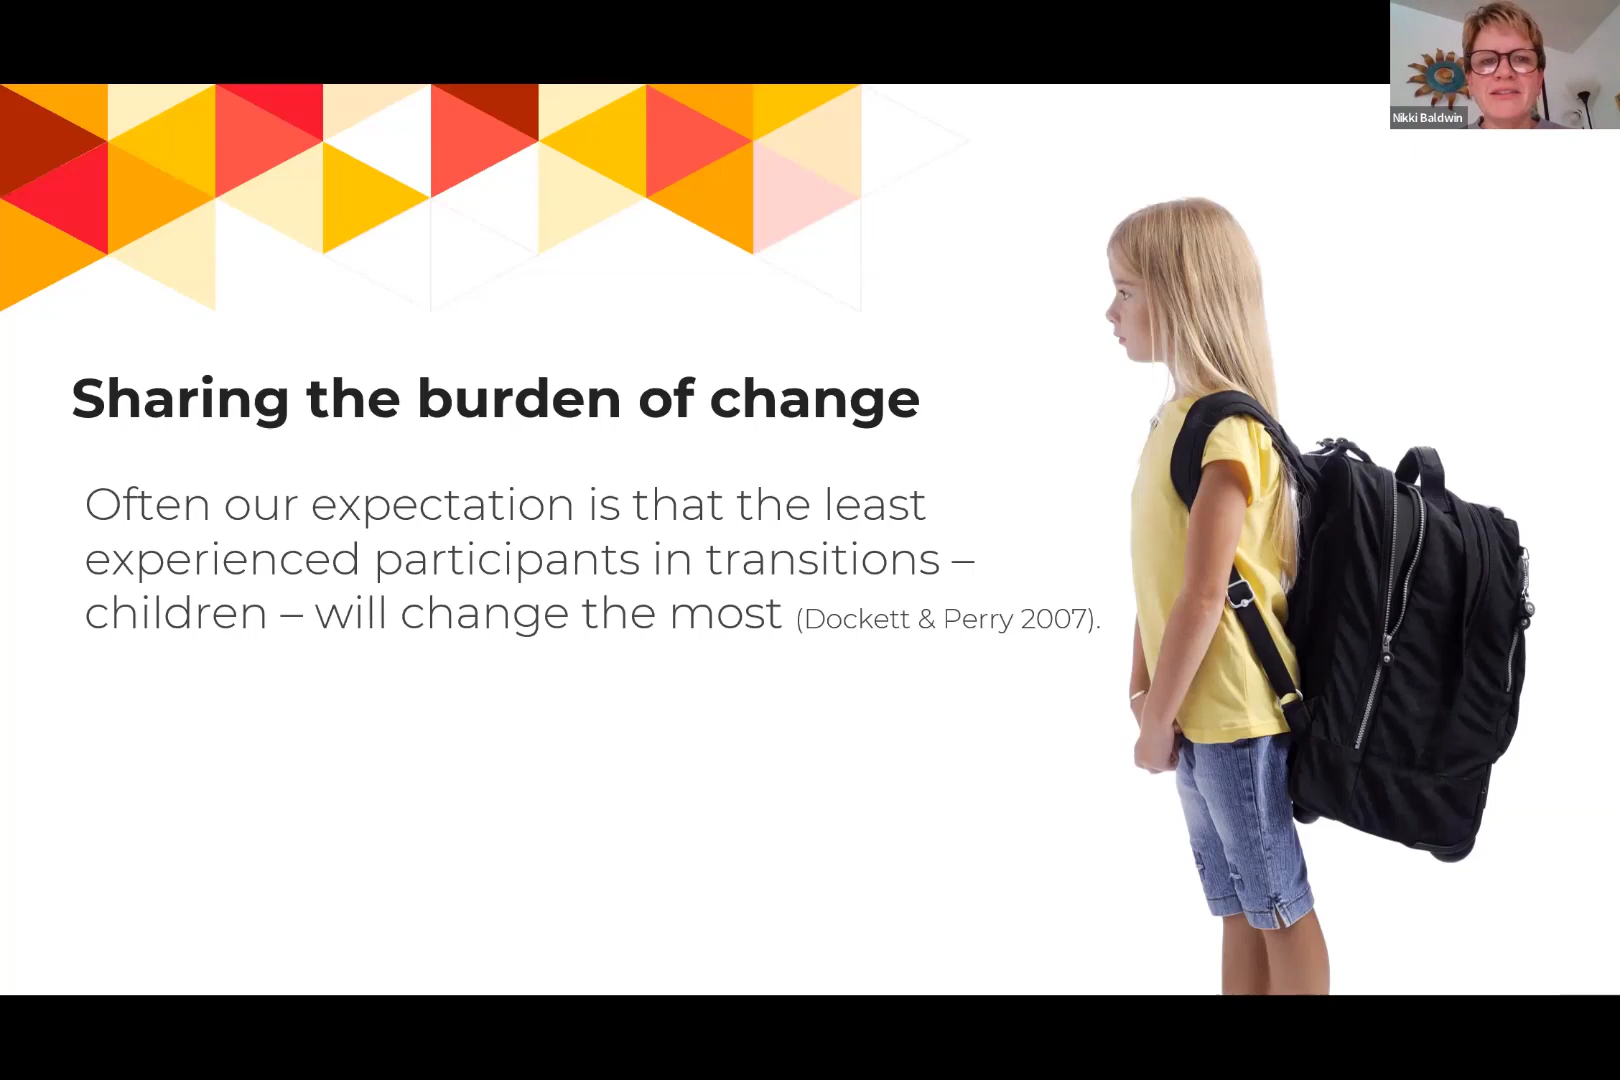 Nikki Baldwin
Sharing the burden of change
Often our expectation is that the least
experienced participants in transitions –
children – will change the most (Dockett & Perry 2007).